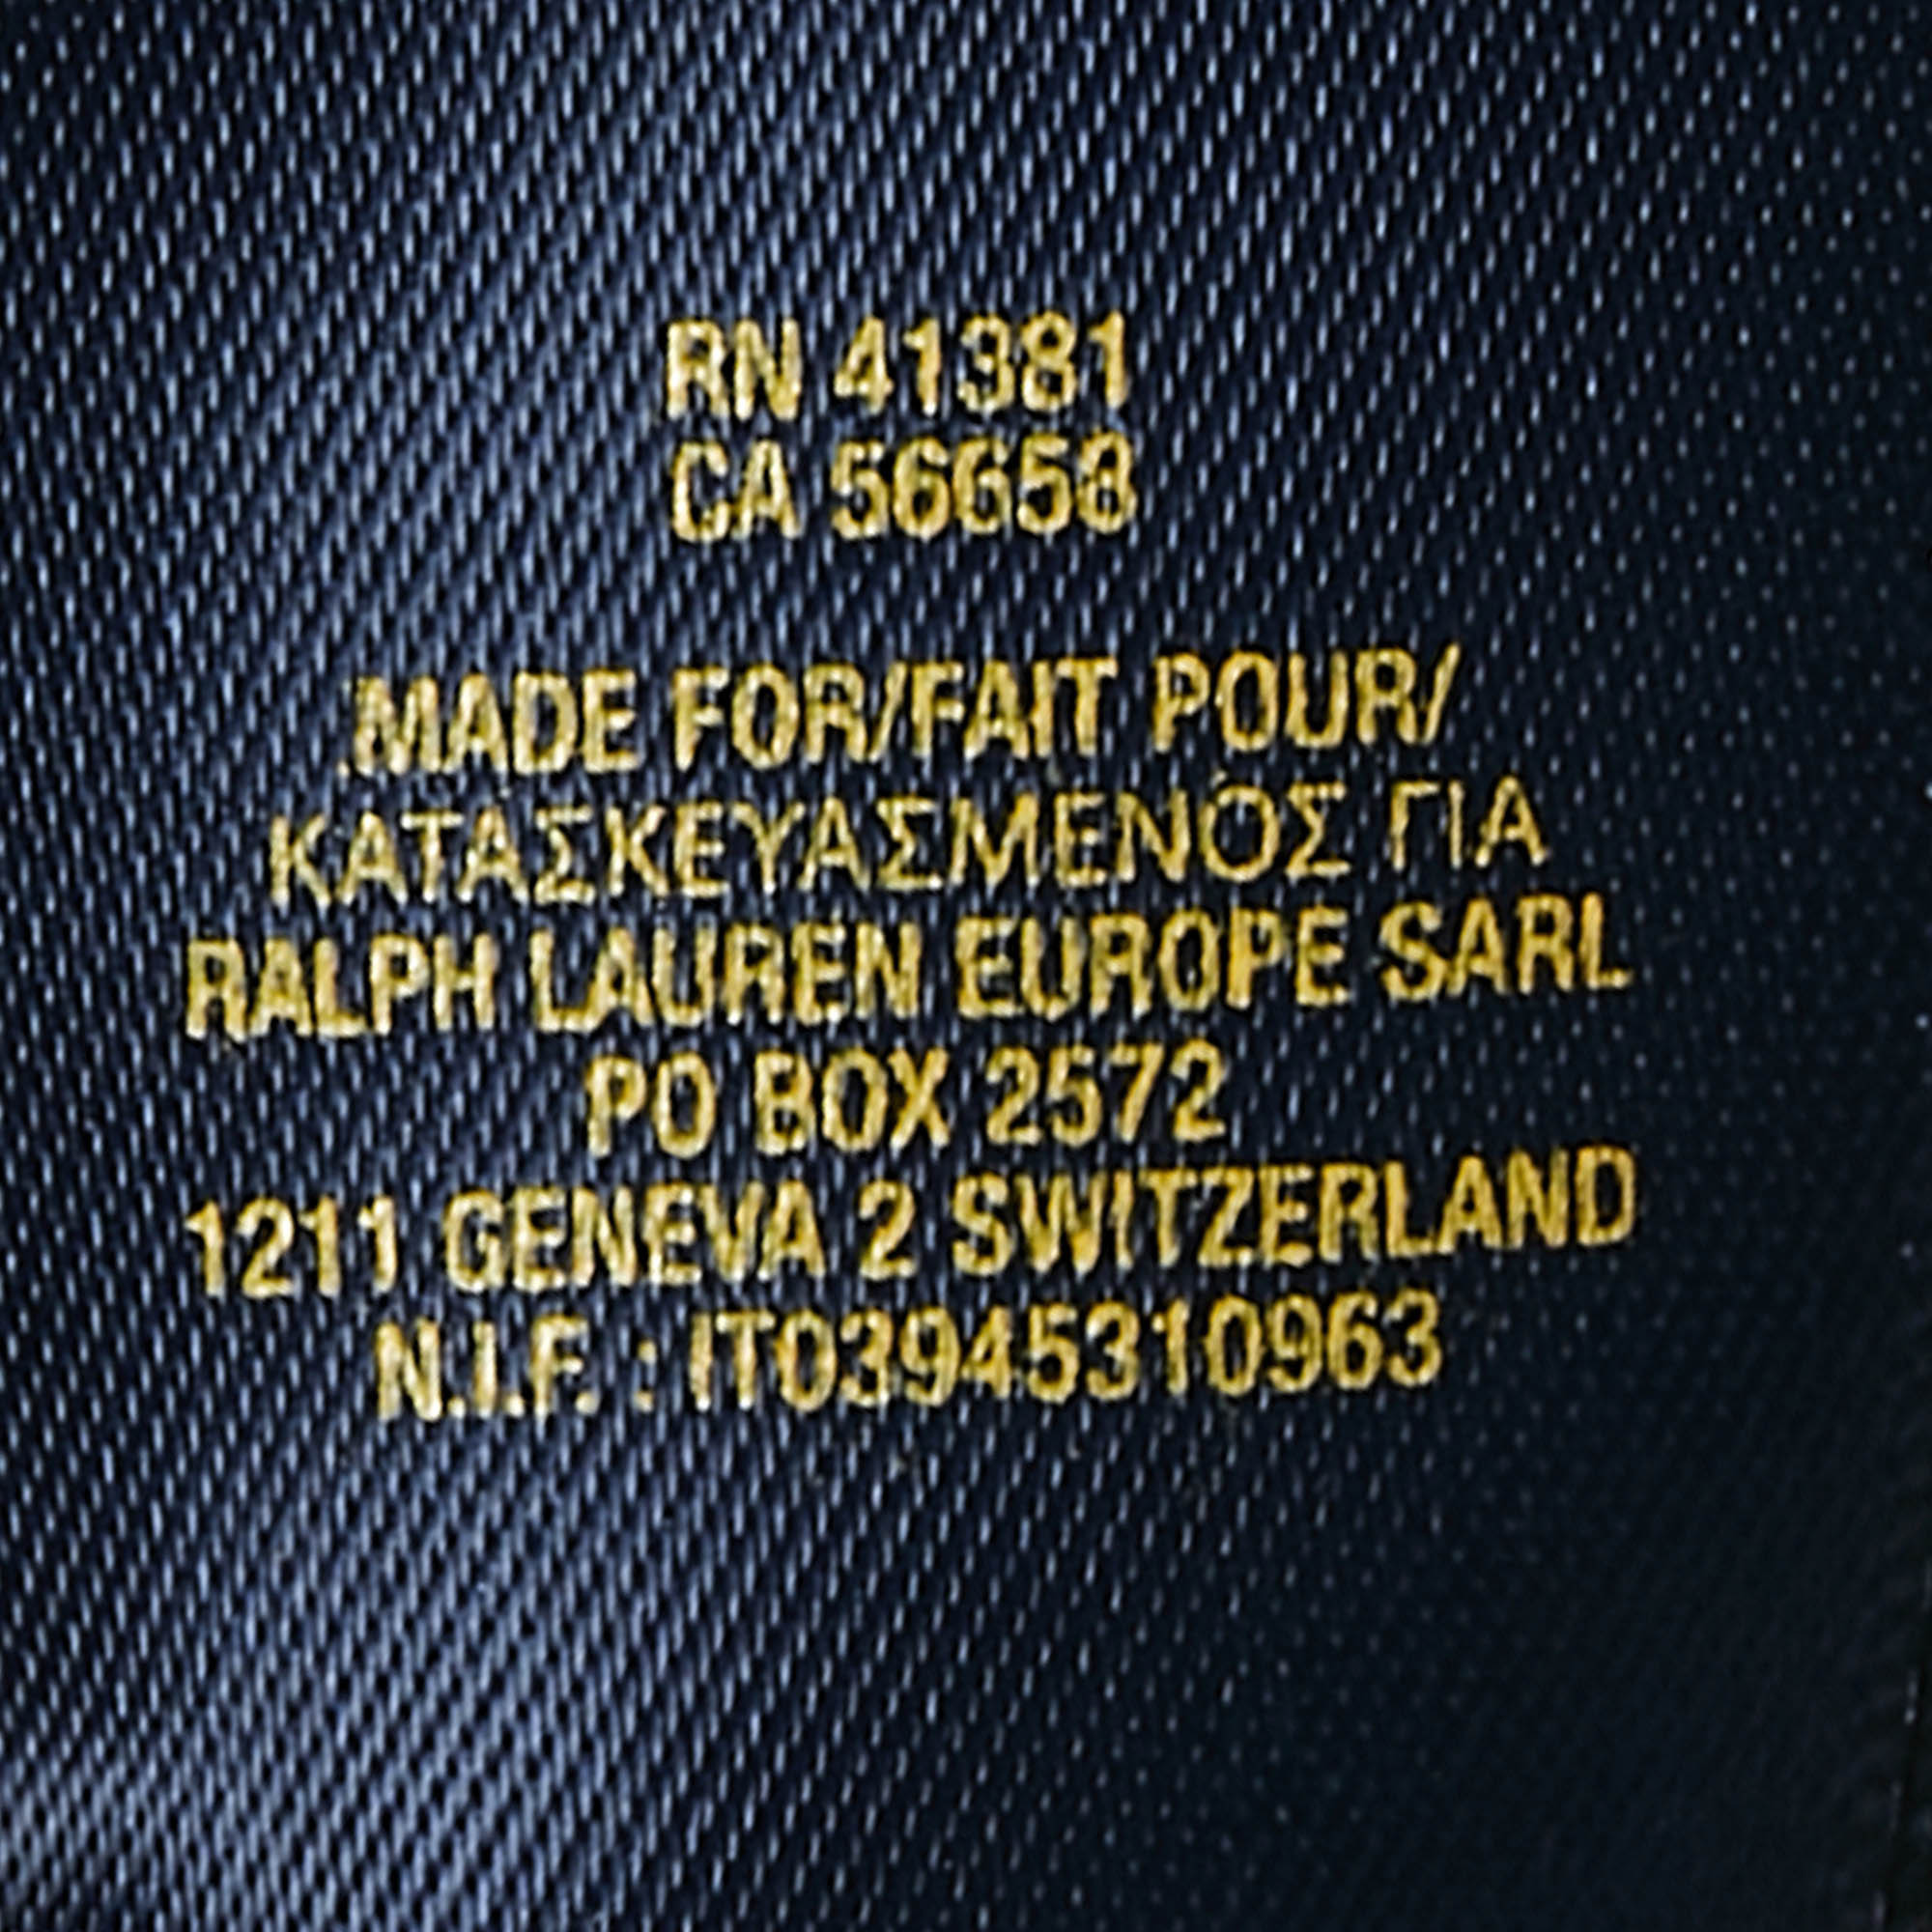 RN 41381
CA 56658
MADE FOR/FAIT POUR/
ΚΑΤΑΣΚΕΥΑΣΜΕΝΟΣ ΓΙΑ
RALPH LAUREN EUROPE SARL
PO BOX 2572
1211 GENEVA 2 SWITZERLAND
N.I.F. : IT03945310963